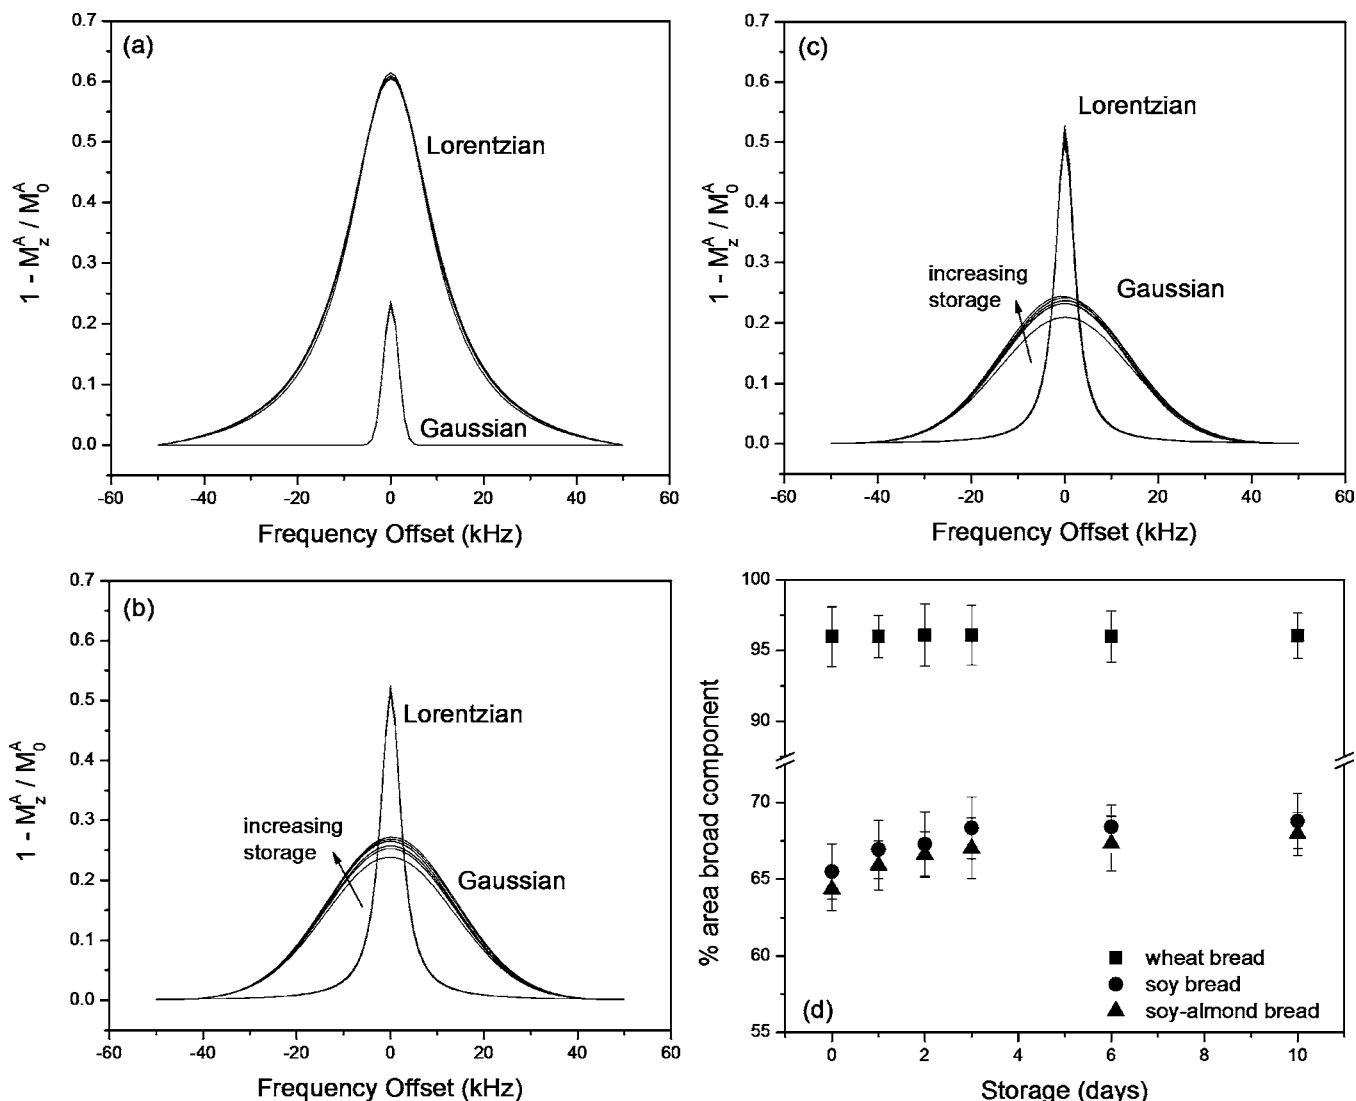 (a)
0.7
0.6
0.5
0.4
0.3
0.2
0.1
0.0
1 - M_z^A / M_0^A
Lorentzian
Gaussian
-60 -40 -20 0 20 40 60
Frequency Offset (kHz)
(c)
0.7
0.6
0.5
0.4
0.3
0.2
0.1
0.0
1 - M_z^A / M_0^A
Lorentzian
increasing
storage
Gaussian
-60 -40 -20 0 20 40 60
Frequency Offset (kHz)
(b)
0.7
0.6
0.5
0.4
0.3
0.2
0.1
0.0
1 - M_z^A / M_0^A
Lorentzian
increasing
storage
Gaussian
-60 -40 -20 0 20 40 60
Frequency Offset (kHz)
100
95
90
70
65
60
55
% area broad component
wheat bread
soy bread
soy-almond bread
(d)
0 2 4 6 8 10
Storage (days)